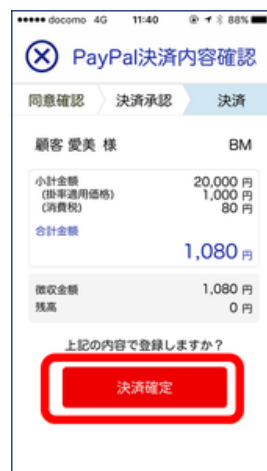 docomo 4G 11:40 88%
PayPal決済内容確認
同意確認 決済承認 決済
顧客 愛美 様 BM
小計金額 20,000 円
(掛率適用価格) 1,000 円
(消費税) 80 円
合計金額
1,080 円
徴収金額 1,080 円
残高 0 円
上記の内容で登録しますか？
決済確定